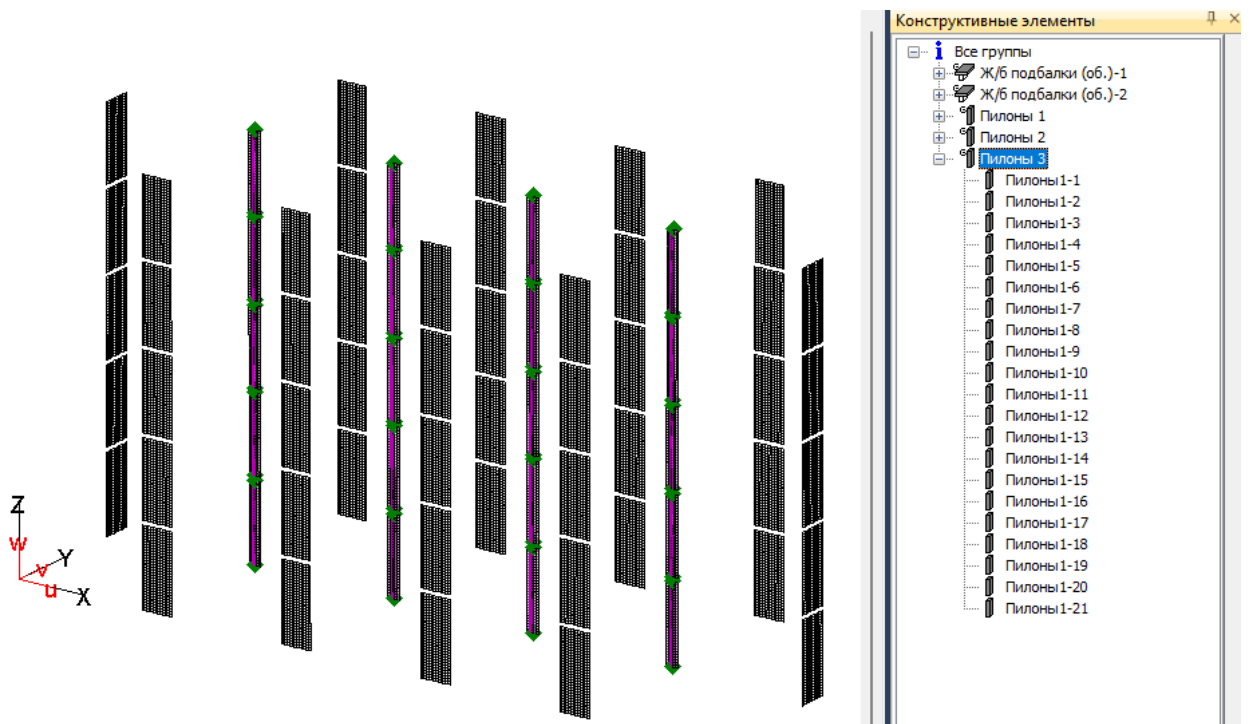 Конструктивные элементы
Все группы
Ж/б подбалки (об.)-1
Ж/б подбалки (об.)-2
Пилоны 1
Пилоны 2
Пилоны 3
Пилоны1-1
Пилоны1-2
Пилоны1-3
Пилоны1-4
Пилоны1-5
Пилоны1-6
Пилоны1-7
Пилоны1-8
Пилоны1-9
Пилоны1-10
Пилоны1-11
Пилоны1-12
Пилоны1-13
Пилоны1-14
Пилоны1-15
Пилоны1-16
Пилоны1-17
Пилоны1-18
Пилоны1-19
Пилоны1-20
Пилоны1-21
Z
W
Y
v
u
X